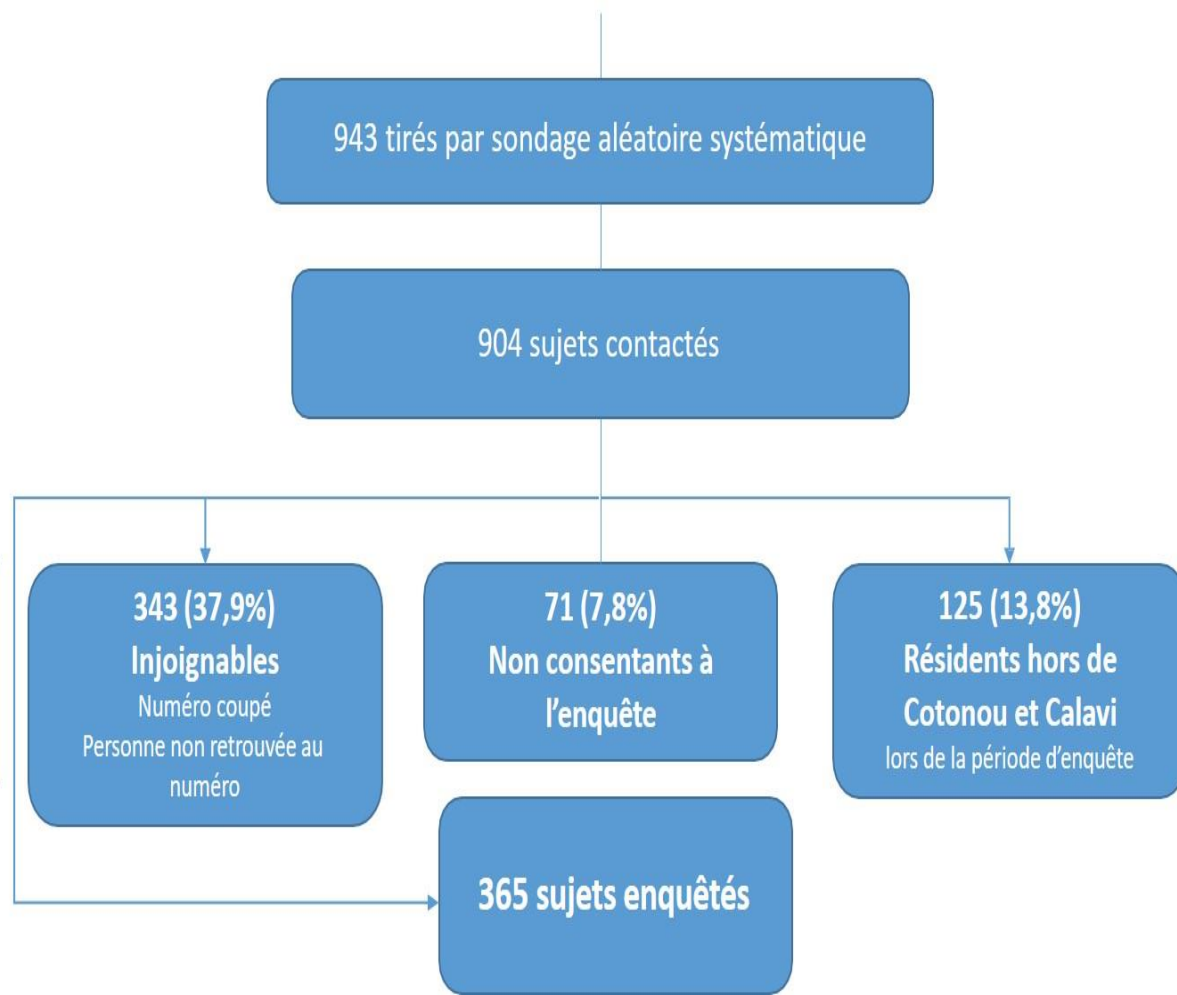 943 tirés par sondage aléatoire systématique
904 sujets contactés
343 (37,9%)
Injoignables
Numéro coupé
Personne non retrouvée au
numéro
71 (7,8%)
Non consentants à
l’enquête
125 (13,8%)
Résidents hors de
Cotonou et Calavi
lors de la période d’enquête
365 sujets enquêtés